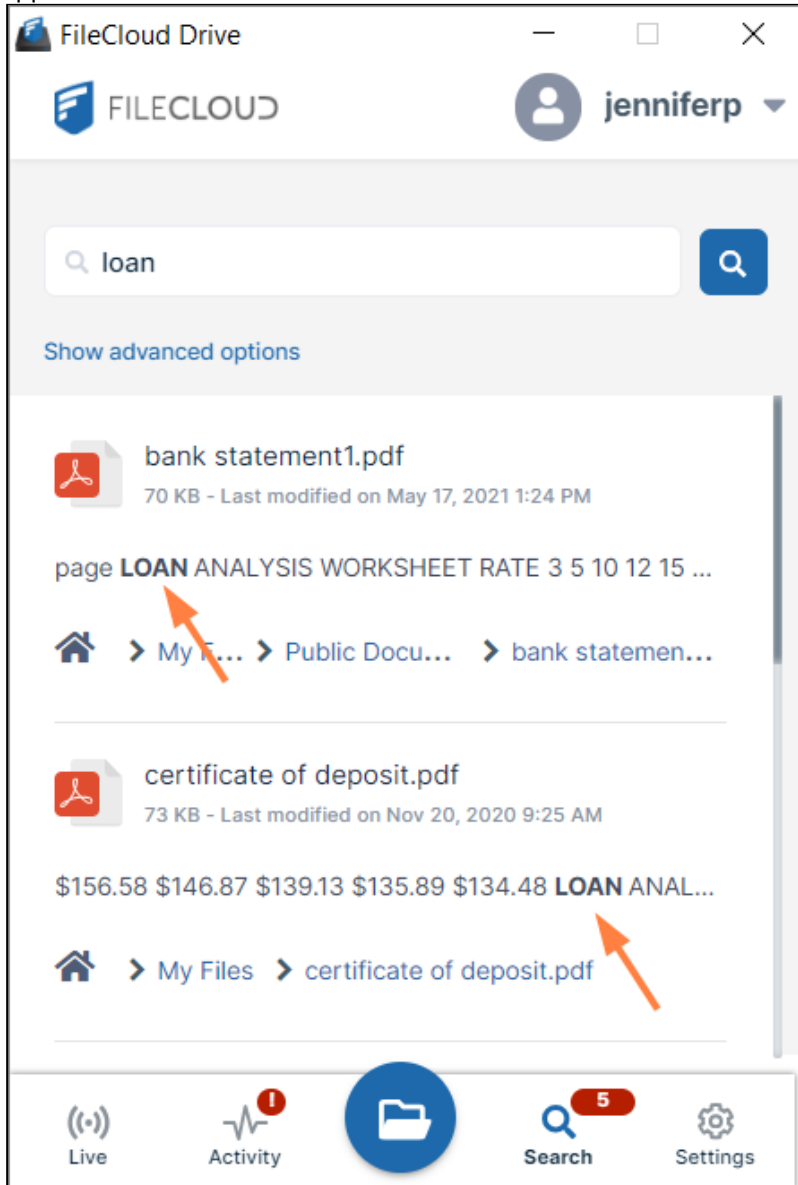 FileCloud Drive
FILECLOUD
jenniferp
loan
Show advanced options
bank statement1.pdf
70 KB - Last modified on May 17, 2021 1:24 PM
page LOAN ANALYSIS WORKSHEET RATE 3 5 10 12 15 ...
My F... Public Docu... bank statemen...
certificate of deposit.pdf
73 KB - Last modified on Nov 20, 2020 9:25 AM
$156.58 $146.87 $139.13 $135.89 $134.48 LOAN ANAL...
My Files certificate of deposit.pdf
! 5
Live Activity Search Settings